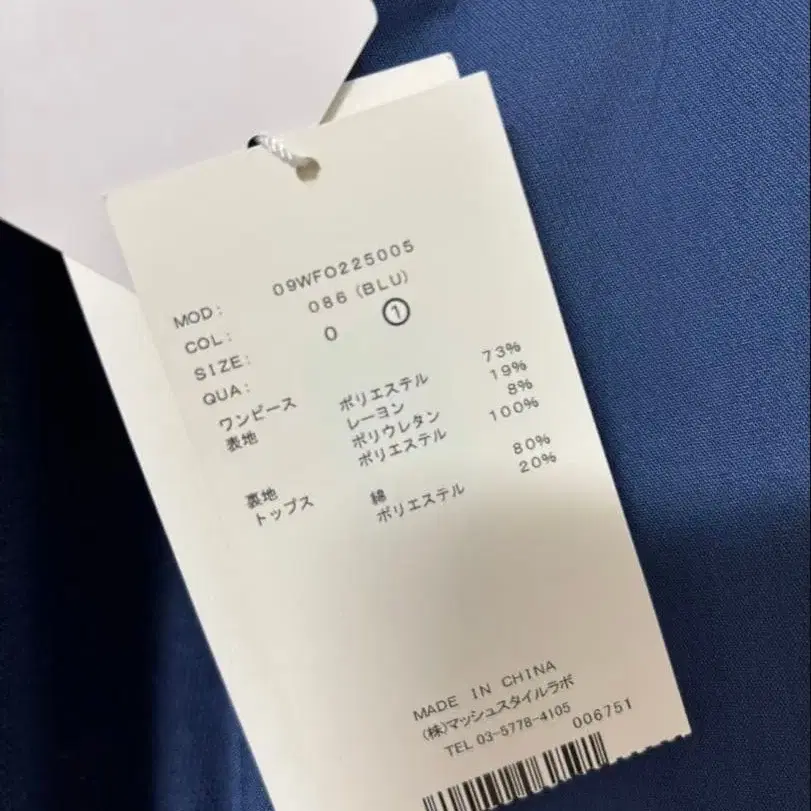 MOD: 09WFO225005
COL: 086 (BLU)
SIZE: 0 ①
QUA:
ワンピース
表地 ポリエステル 73%
レーヨン 19%
ポリウレタン 8%
裏地 ポリエステル 100%
トップス 綿 80%
ポリエステル 20%
MADE IN CHINA
(株)マッシュスタイルラボ
TEL 03-5778-4105
006751